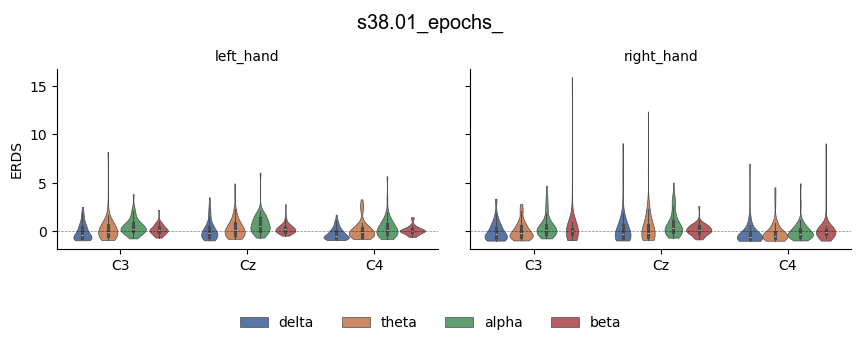 s38.01_epochs_
left_hand
right_hand
ERDS
15
10
5
0
C3
Cz
C4
C3
Cz
C4
delta
theta
alpha
beta